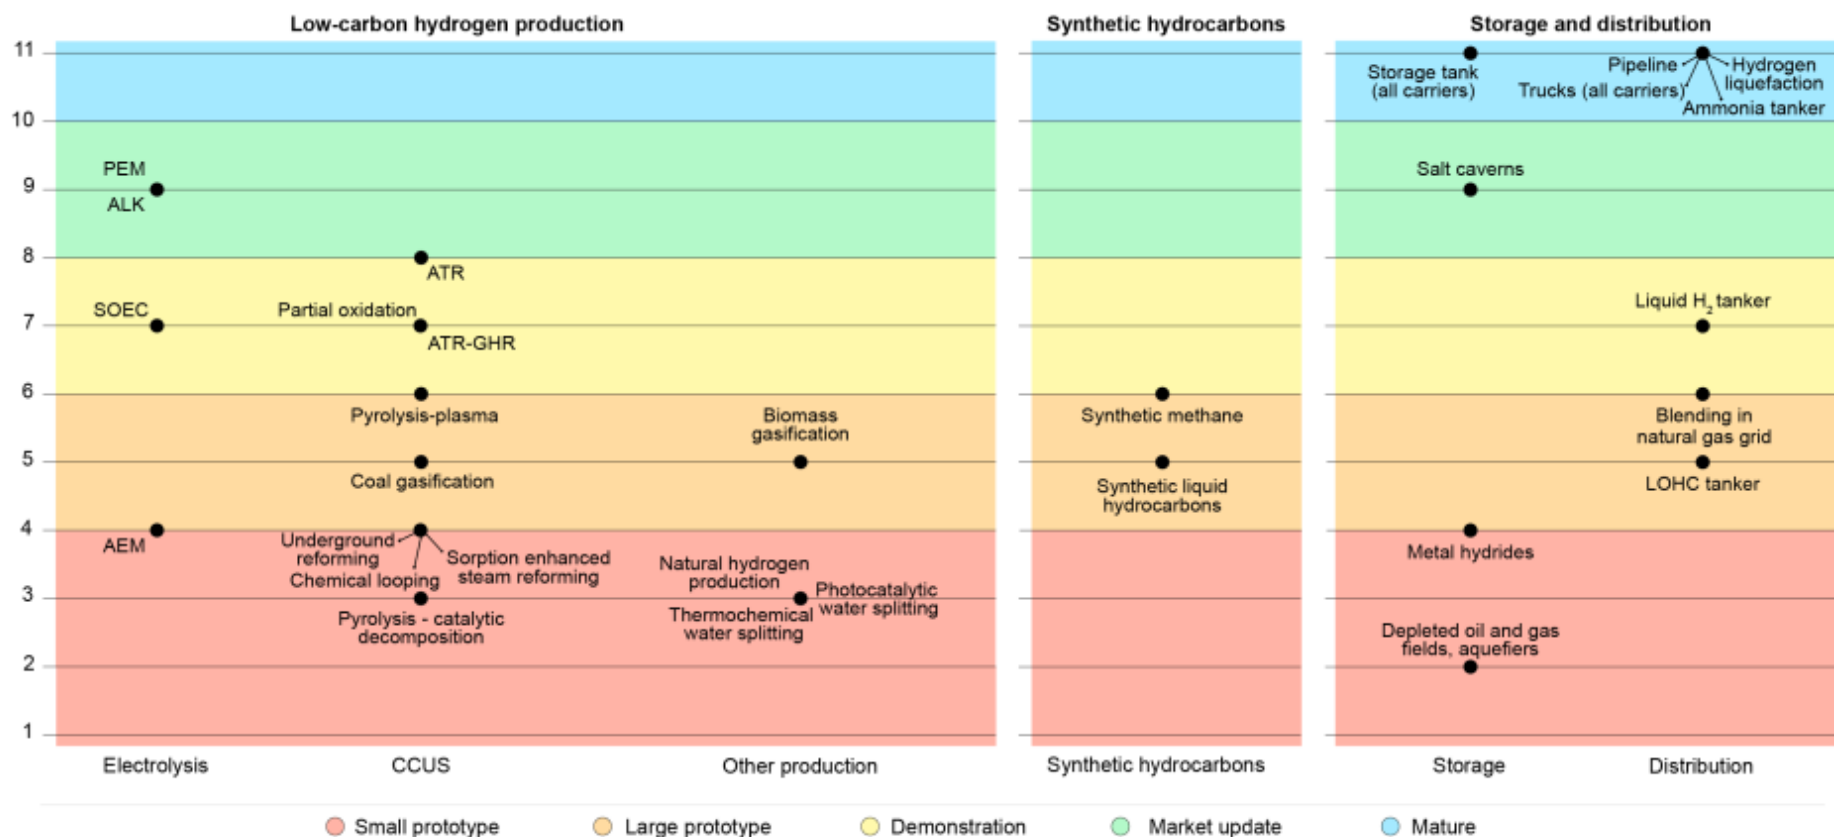 Low-carbon hydrogen production
Synthetic hydrocarbons
Storage and distribution
11
10
9
8
7
6
5
4
3
2
1
PEM
ALK
SOEC
AEM
ATR
Partial oxidation
ATR-GHR
Pyrolysis-plasma
Coal gasification
Underground
reforming
Chemical looping
Sorption enhanced
steam reforming
Pyrolysis - catalytic
decomposition
Biomass
gasification
Natural hydrogen
production
Photocatalytic
water splitting
Thermochemical
water splitting
Synthetic methane
Synthetic liquid
hydrocarbons
Storage tank
(all carriers)
Salt caverns
Metal hydrides
Depleted oil and gas
fields, aquefiers
Pipeline
Hydrogen
liquefaction
Trucks (all carriers)
Ammonia tanker
Liquid H2 tanker
Blending in
natural gas grid
LOHC tanker
Electrolysis
CCUS
Other production
Synthetic hydrocarbons
Storage
Distribution
Small prototype
Large prototype
Demonstration
Market update
Mature